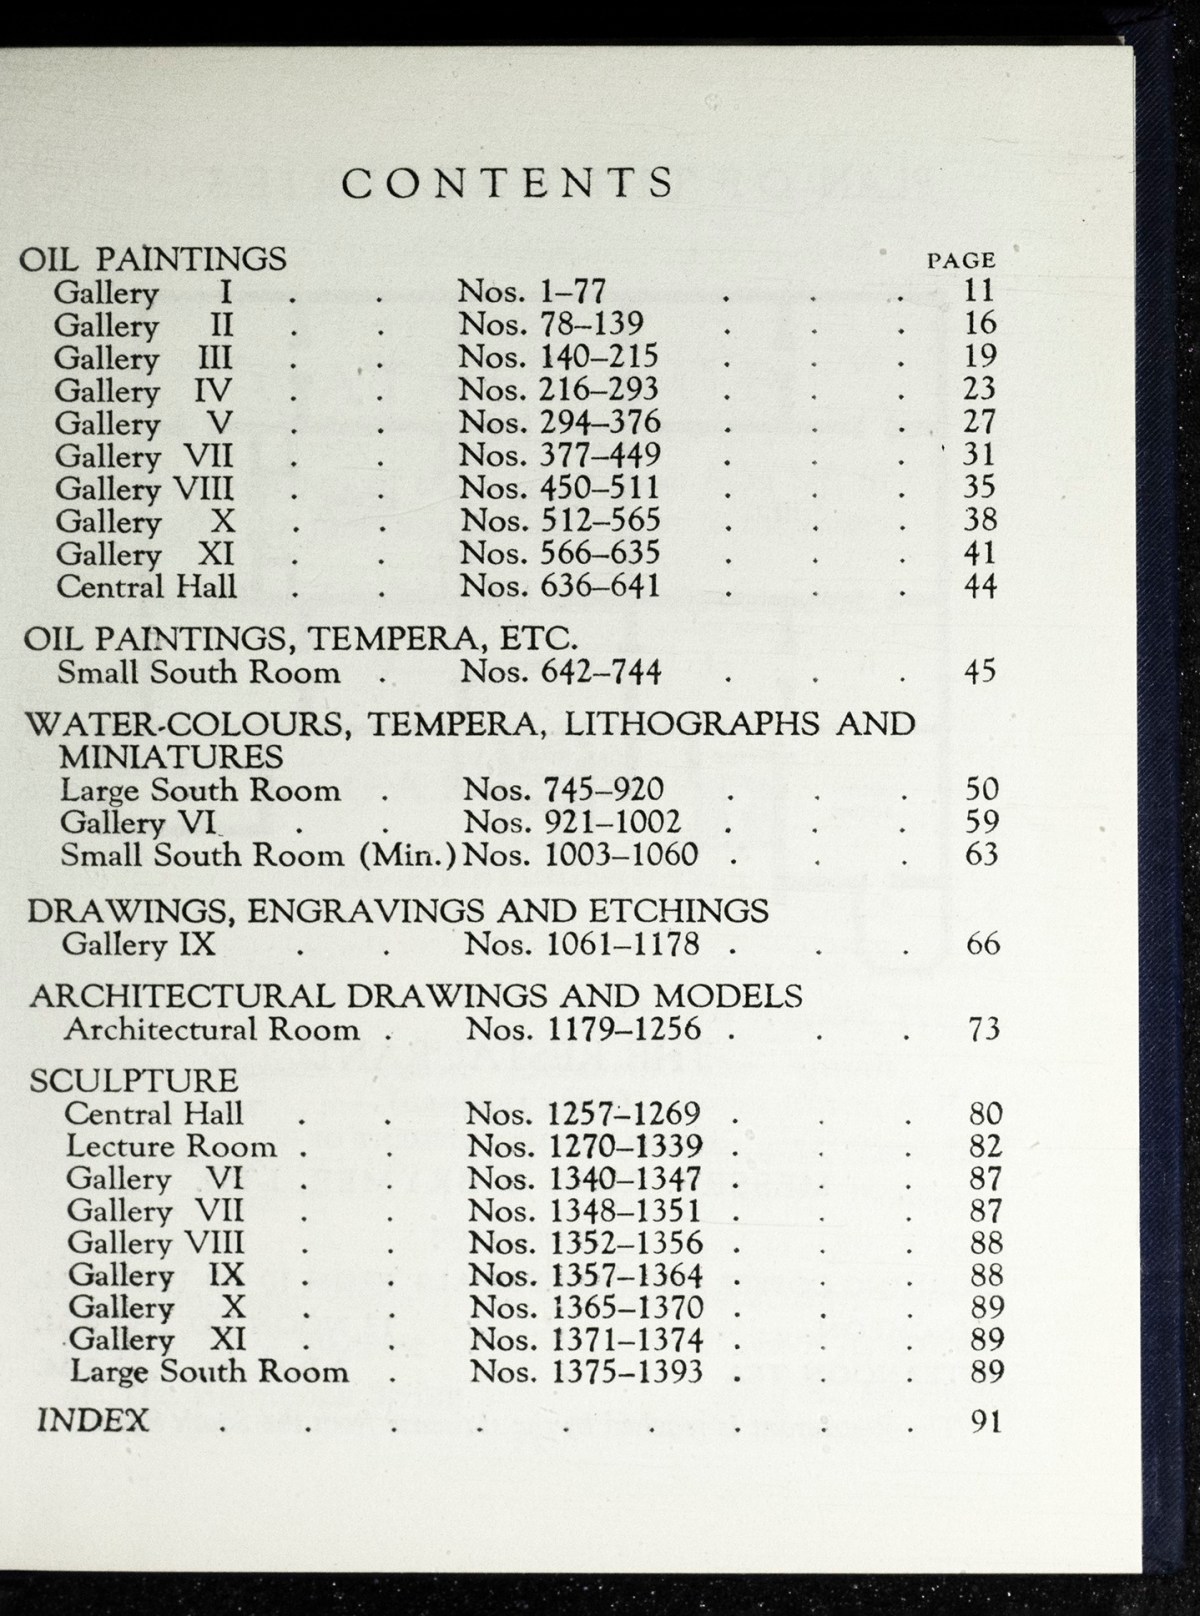 CONTENTS
OIL PAINTINGS PAGE
Gallery I . . Nos. 1–77 . . . 11
Gallery II . . Nos. 78–139 . . . 16
Gallery III . . Nos. 140–215 . . . 19
Gallery IV . . Nos. 216–293 . . . 23
Gallery V . . Nos. 294–376 . . . 27
Gallery VII . . Nos. 377–449 . . . 31
Gallery VIII . . Nos. 450–511 . . . 35
Gallery X . . Nos. 512–565 . . . 38
Gallery XI . . Nos. 566–635 . . . 41
Central Hall . . Nos. 636–641 . . . 44
OIL PAINTINGS, TEMPERA, ETC.
Small South Room . Nos. 642–744 . . . 45
WATER-COLOURS, TEMPERA, LITHOGRAPHS AND
MINIATURES
Large South Room . Nos. 745–920 . . . 50
Gallery VI . . Nos. 921–1002 . . . 59
Small South Room (Min.) Nos. 1003–1060 . . . 63
DRAWINGS, ENGRAVINGS AND ETCHINGS
Gallery IX . . Nos. 1061–1178 . . . 66
ARCHITECTURAL DRAWINGS AND MODELS
Architectural Room . Nos. 1179–1256 . . . 73
SCULPTURE
Central Hall . . Nos. 1257–1269 . . . 80
Lecture Room . . Nos. 1270–1339 . . . 82
Gallery VI . . Nos. 1340–1347 . . . 87
Gallery VII . . Nos. 1348–1351 . . . 87
Gallery VIII . . Nos. 1352–1356 . . . 88
Gallery IX . . Nos. 1357–1364 . . . 88
Gallery X . . Nos. 1365–1370 . . . 89
Gallery XI . . Nos. 1371–1374 . . . 89
Large South Room . Nos. 1375–1393 . . . 89
INDEX . . . . . . . . . 91